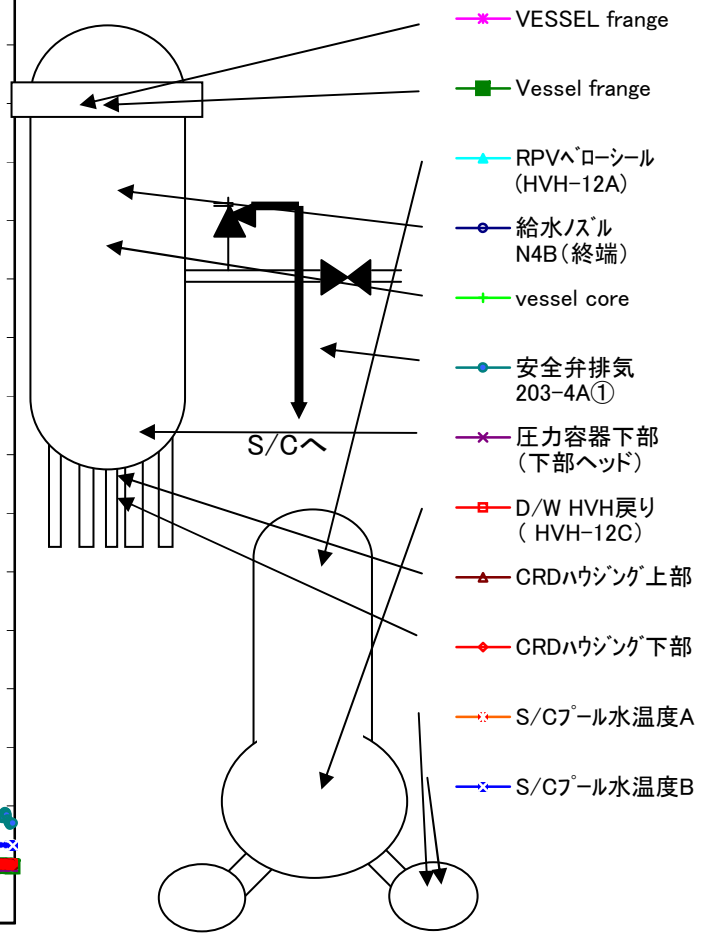 VESSEL frange
Vessel frange
RPVﾍﾞﾛｰｼｰﾙ
(HVH-12A)
給水ﾉｽﾞﾙ
N4B(終端)
vessel core
安全弁排気
203-4A①
圧力容器下部
(下部ヘッド)
D/W HVH戻り
( HVH-12C)
CRDﾊｳｼﾞﾝｸﾞ上部
CRDﾊｳｼﾞﾝｸﾞ下部
S/Cﾌﾟｰﾙ水温度A
S/Cﾌﾟｰﾙ水温度B
S/Cへ